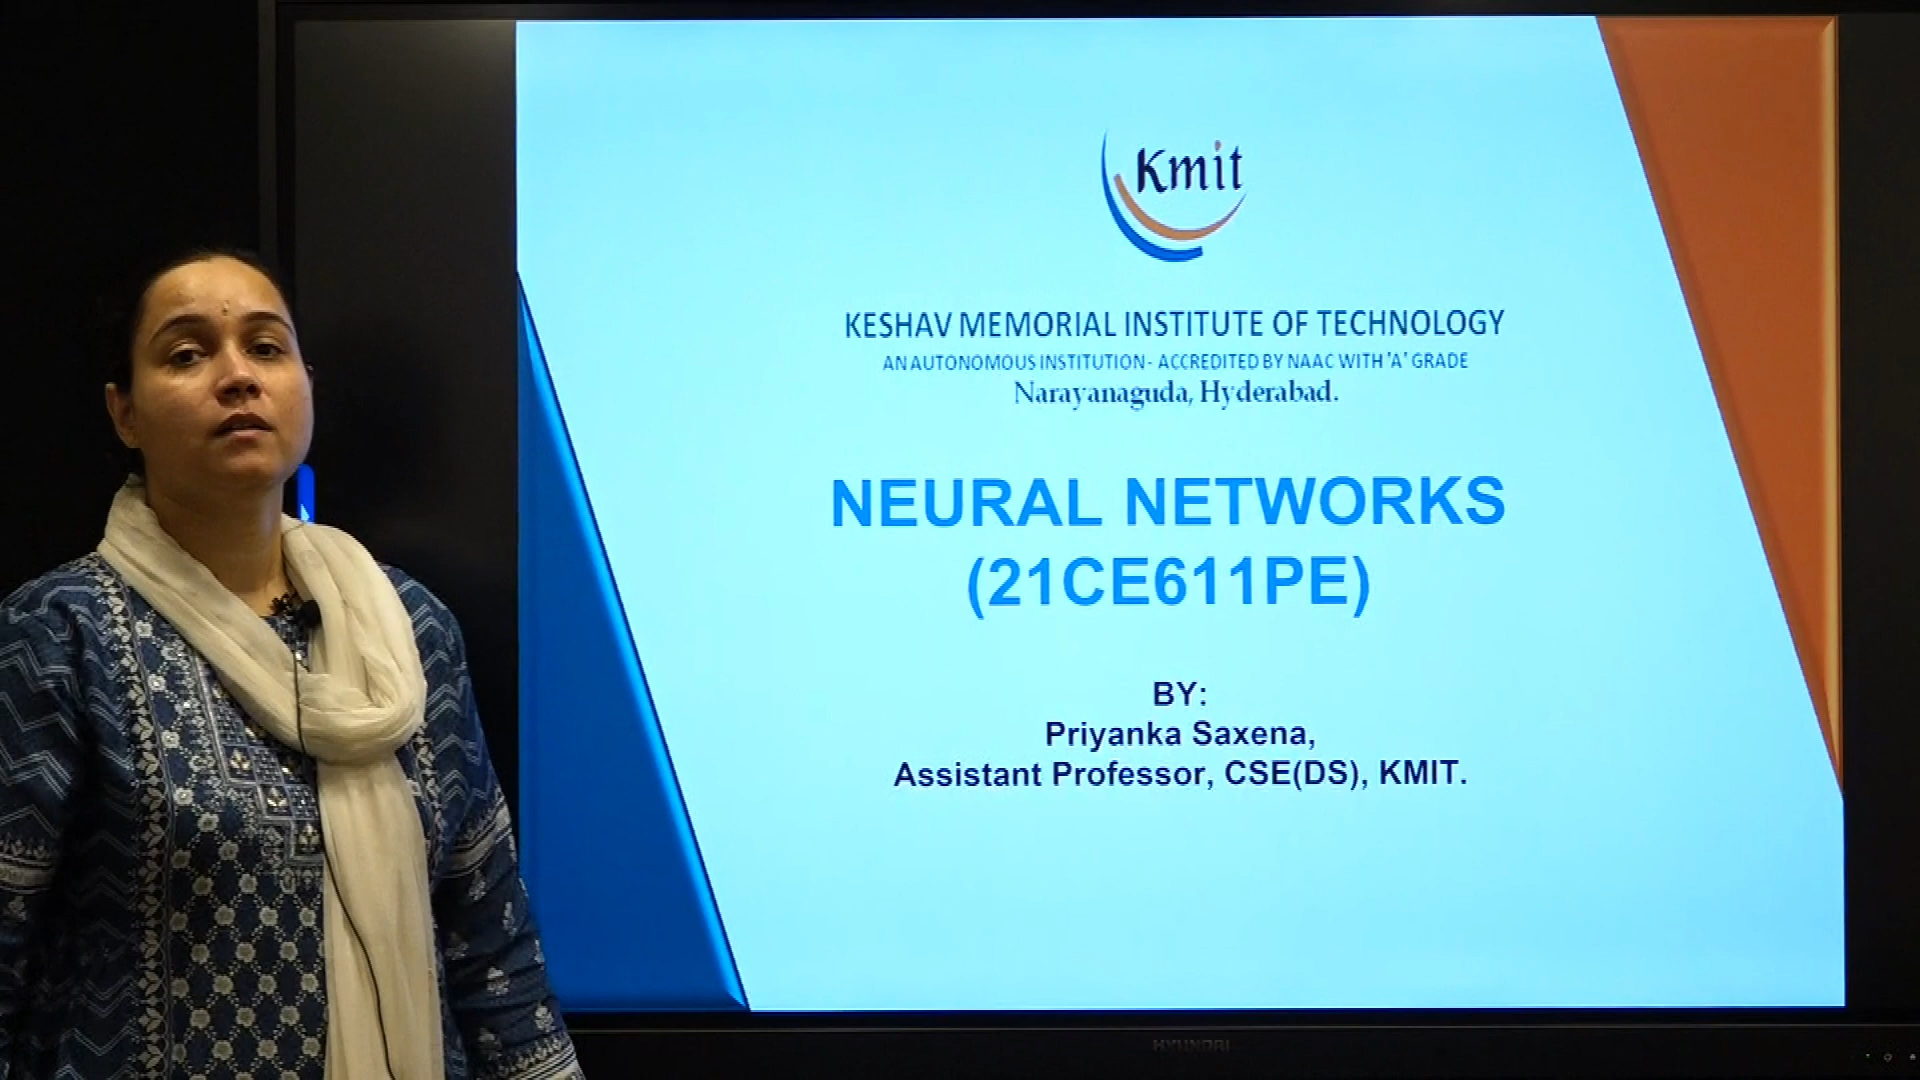 Kmit
KESHAV MEMORIAL INSTITUTE OF TECHNOLOGY
AN AUTONOMOUS INSTITUTION - ACCREDITED BY NAAC WITH 'A' GRADE
Narayanaguda, Hyderabad.
NEURAL NETWORKS
(21CE611PE)
BY:
Priyanka Saxena,
Assistant Professor, CSE(DS), KMIT.
HYUNDAI